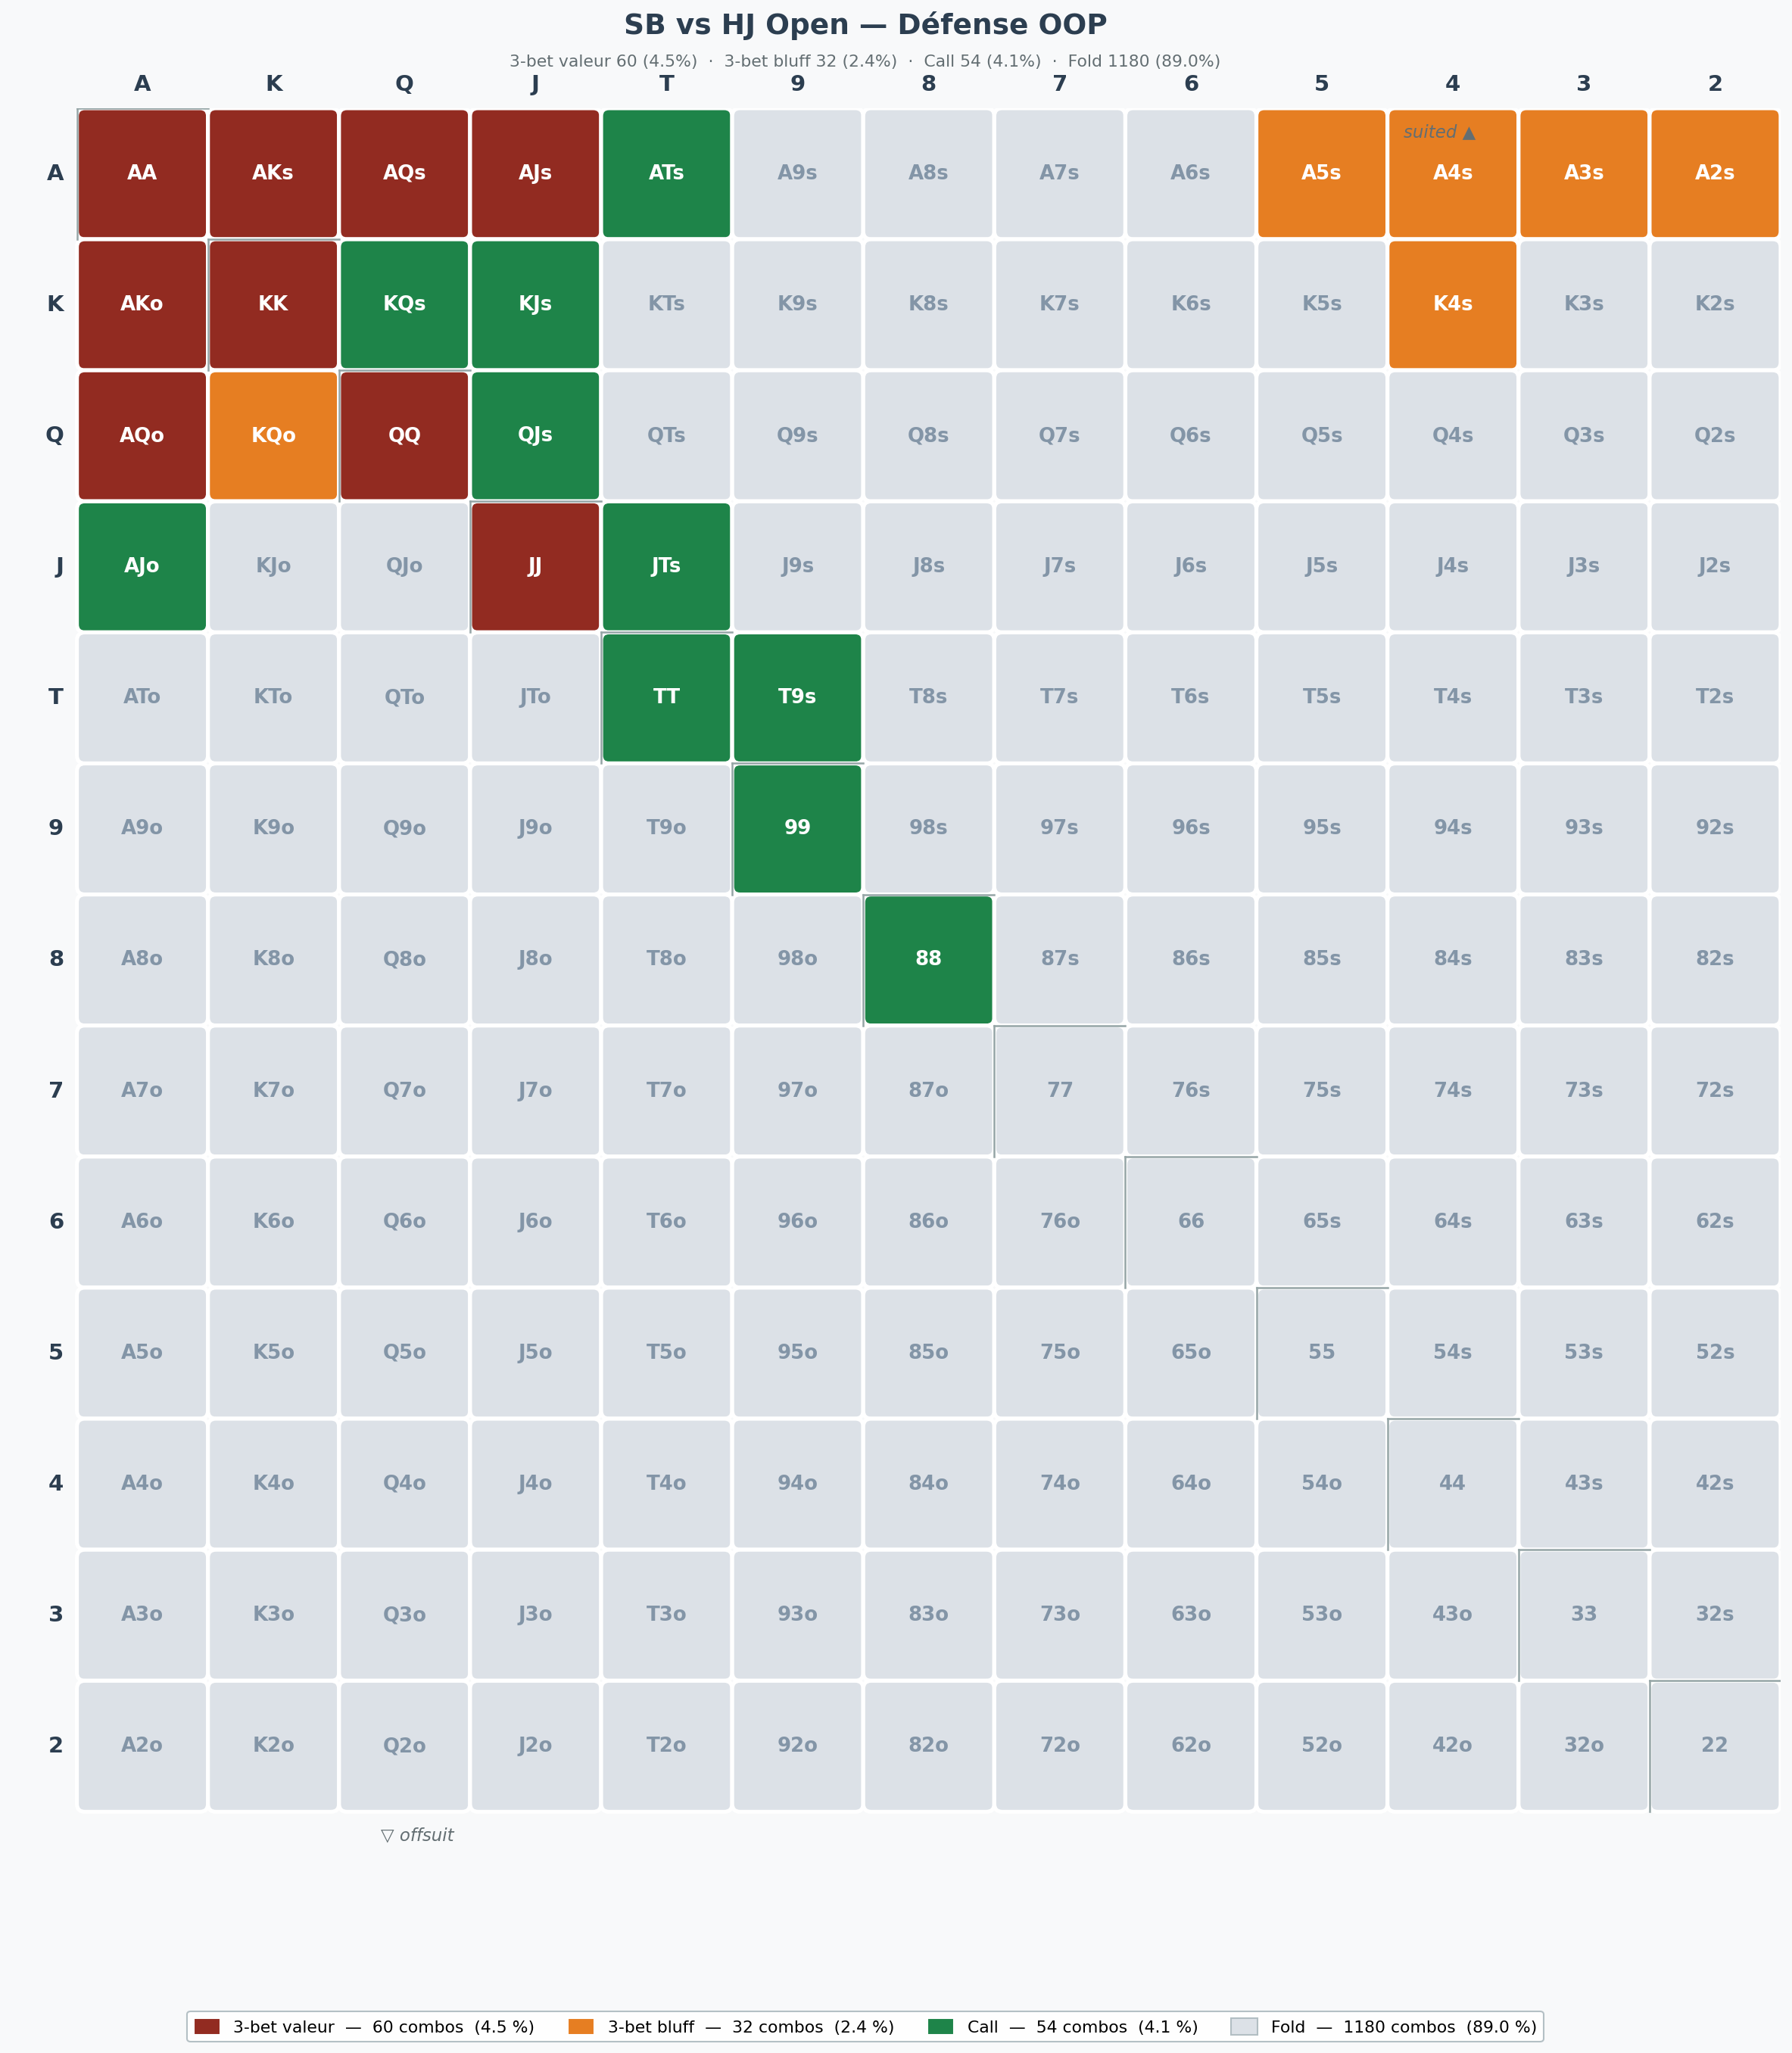 SB vs HJ Open — Défense OOP
3-bet valeur 60 (4.5%)  ·  3-bet bluff 32 (2.4%)  ·  Call 54 (4.1%)  ·  Fold 1180 (89.0%)
A K Q J T 9 8 7 6 5 4 3 2
suited ▲
A AA AKs AQs AJs ATs A9s A8s A7s A6s A5s A4s A3s A2s
K AKo KK KQs KJs KTs K9s K8s K7s K6s K5s K4s K3s K2s
Q AQo KQo QQ QJs QTs Q9s Q8s Q7s Q6s Q5s Q4s Q3s Q2s
J AJo KJo QJo JJ JTs J9s J8s J7s J6s J5s J4s J3s J2s
T ATo KTo QTo JTo TT T9s T8s T7s T6s T5s T4s T3s T2s
9 A9o K9o Q9o J9o T9o 99 98s 97s 96s 95s 94s 93s 92s
8 A8o K8o Q8o J8o T8o 98o 88 87s 86s 85s 84s 83s 82s
7 A7o K7o Q7o J7o T7o 97o 87o 77 76s 75s 74s 73s 72s
6 A6o K6o Q6o J6o T6o 96o 86o 76o 66 65s 64s 63s 62s
5 A5o K5o Q5o J5o T5o 95o 85o 75o 65o 55 54s 53s 52s
4 A4o K4o Q4o J4o T4o 94o 84o 74o 64o 54o 44 43s 42s
3 A3o K3o Q3o J3o T3o 93o 83o 73o 63o 53o 43o 33 32s
2 A2o K2o Q2o J2o T2o 92o 82o 72o 62o 52o 42o 32o 22
▽ offsuit
3-bet valeur — 60 combos (4.5 %) 3-bet bluff — 32 combos (2.4 %) Call — 54 combos (4.1 %) Fold — 1180 combos (89.0 %)